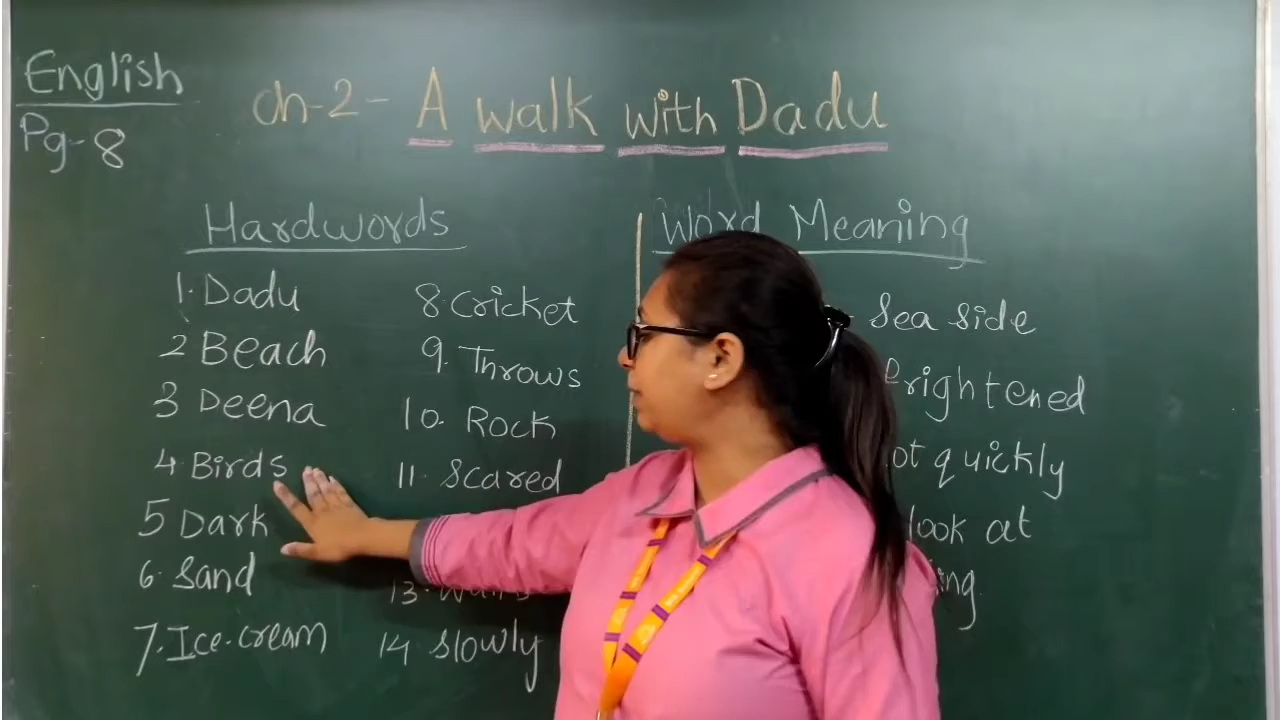 English
Pg-8
Ch-2- A walk with Dadu
Hardwords
1. Dadu
2 Beach
3 Deena
4 Birds
5 Dark
6. Sand
7. Ice-cream
8. Cricket
9. Throws
10. Rock
11. Scared
13.
14. Slowly
Word Meaning
- Sea side
frightened
not quickly
look at